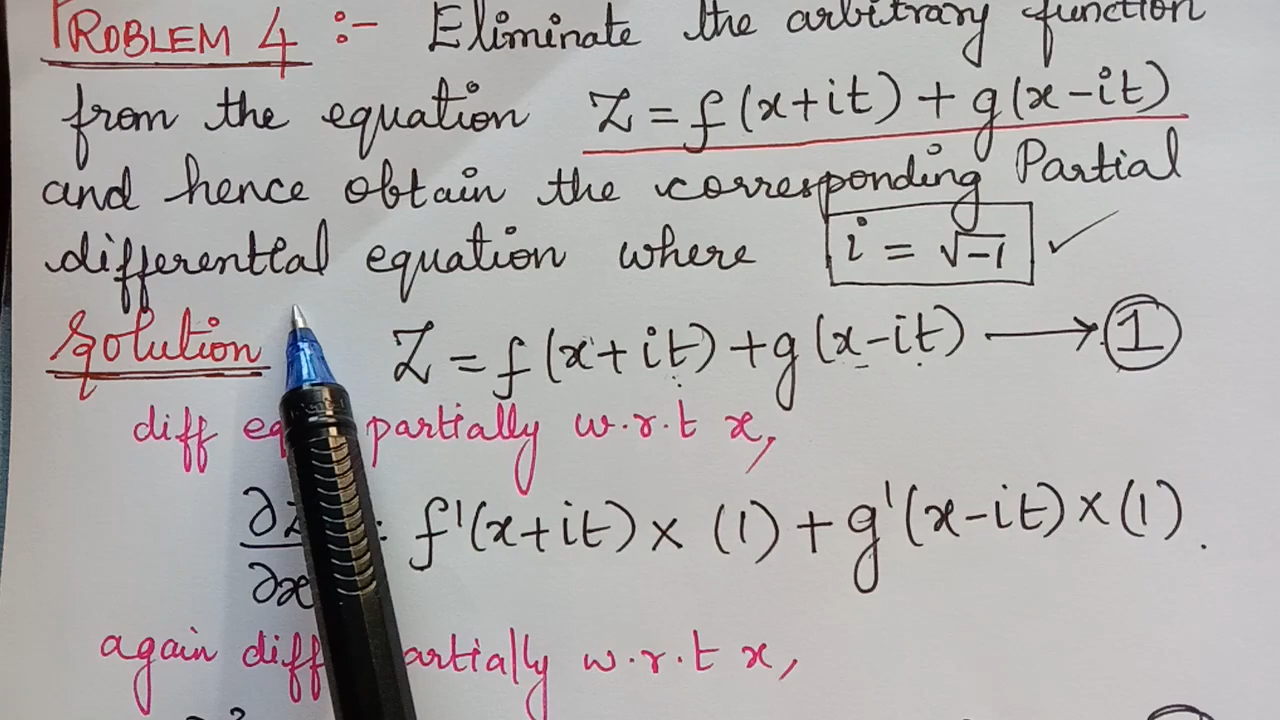 PROBLEM 4 :- Eliminate the arbitrary function
from the equation Z = f(x+it) + g(x-it)
and hence obtain the corresponding Partial
differential equation where i = √-1 ✓
Solution Z = f(x+it) + g(x-it) → 1
diff partially w.r.t x,
∂x f'(x+it) × (1) + g'(x-it) × (1).
again diff partially w.r.t x,